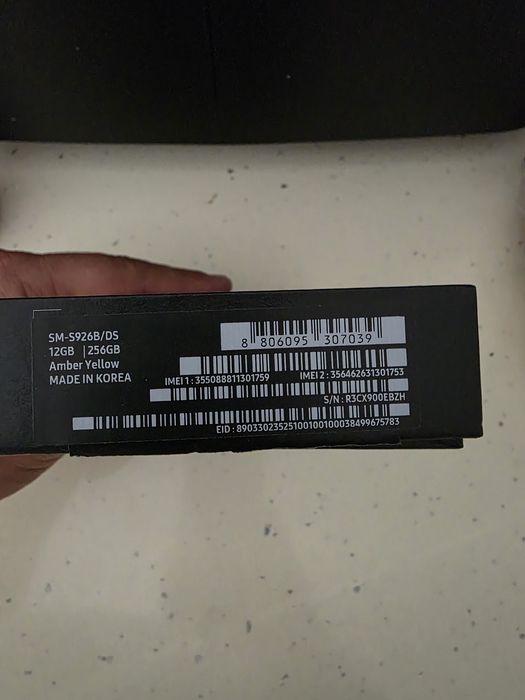 SM-S926B/DS
12GB | 256GB
Amber Yellow
MADE IN KOREA
8 806095 307039
IMEI 1 : 355088811301759 IMEI 2 : 356462631301753
S/N : R3CX900EBZH
EID : 89033023525100100100038499675783